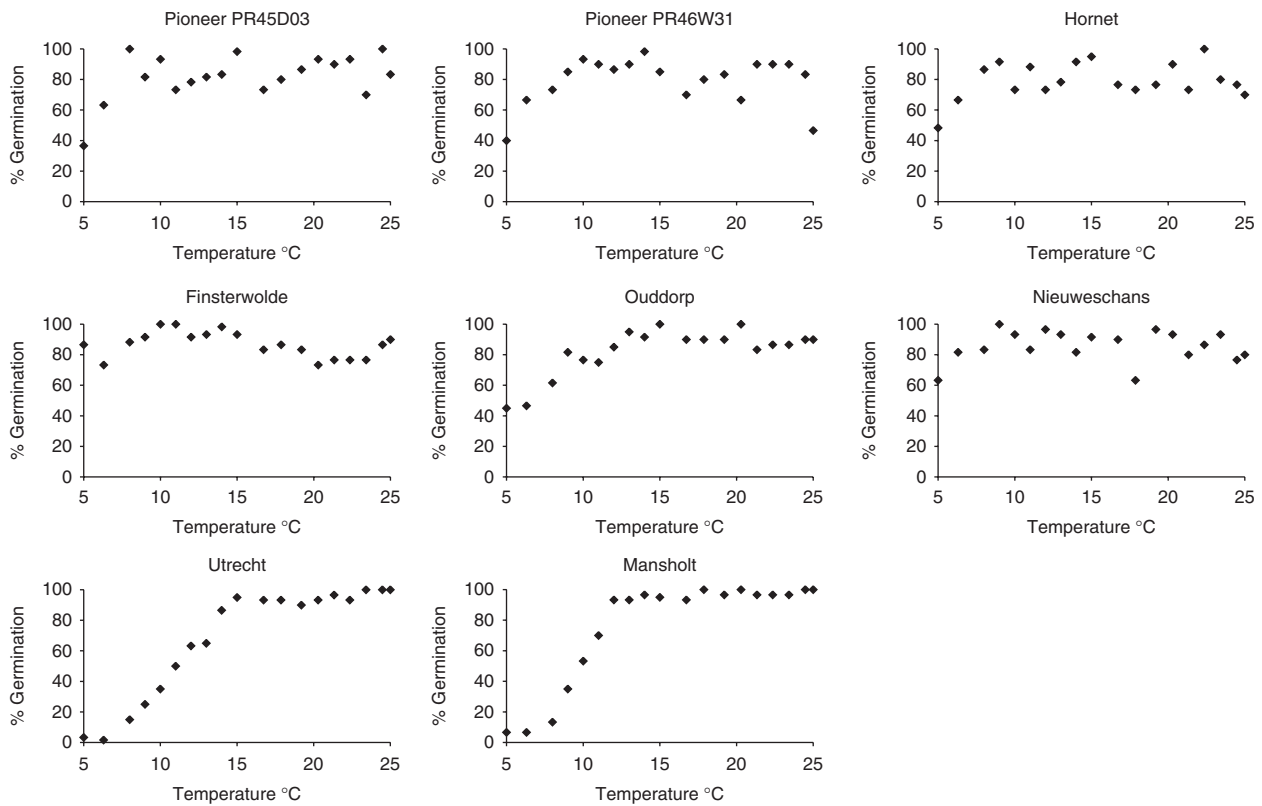 Pioneer PR45D03
% Germination
100
80
60
40
20
0
5 10 15 20 25
Temperature °C
Pioneer PR46W31
% Germination
100
80
60
40
20
0
5 10 15 20 25
Temperature °C
Hornet
% Germination
100
80
60
40
20
0
5 10 15 20 25
Temperature °C
Finsterwolde
% Germination
100
80
60
40
20
0
5 10 15 20 25
Temperature °C
Ouddorp
% Germination
100
80
60
40
20
0
5 10 15 20 25
Temperature °C
Nieuweschans
% Germination
100
80
60
40
20
0
5 10 15 20 25
Temperature °C
Utrecht
% Germination
100
80
60
40
20
0
5 10 15 20 25
Temperature °C
Mansholt
% Germination
100
80
60
40
20
0
5 10 15 20 25
Temperature °C